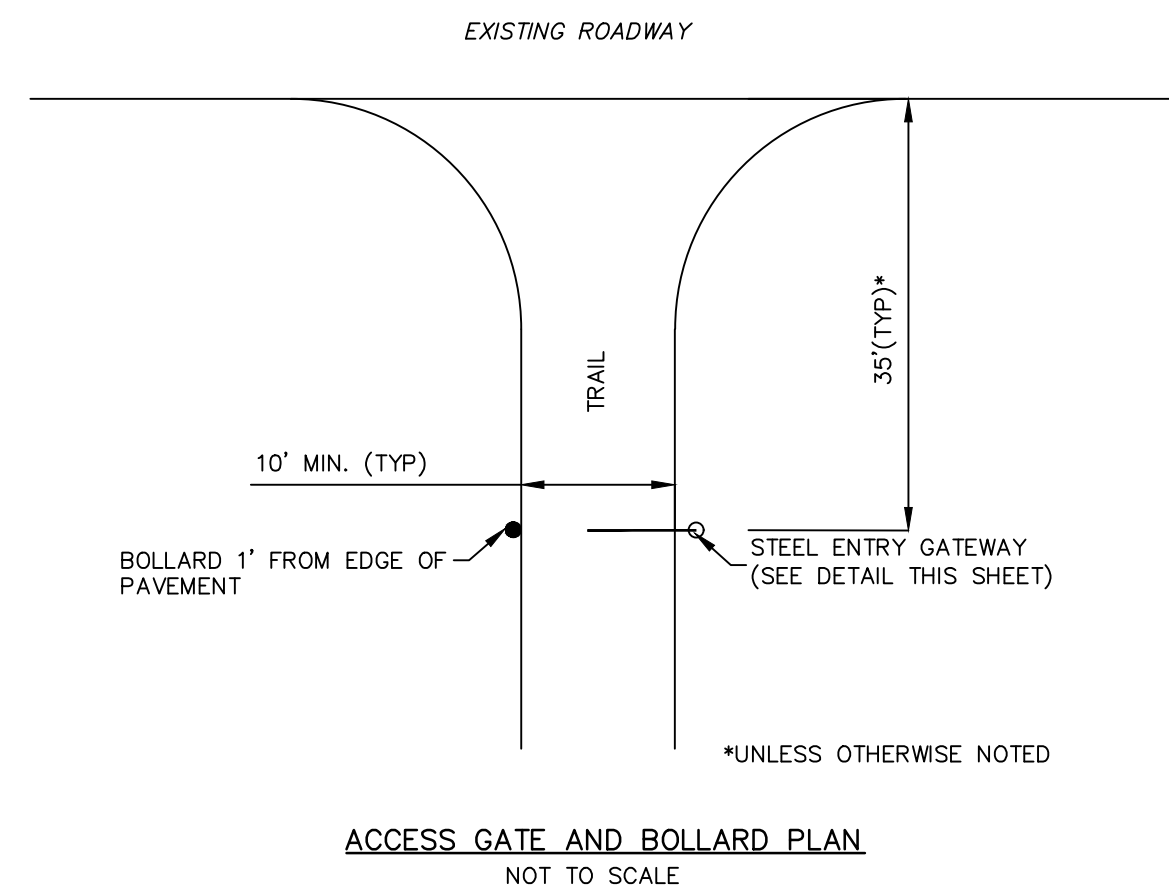 EXISTING ROADWAY
35'(TYP)*
TRAIL
10' MIN. (TYP)
BOLLARD 1' FROM EDGE OF
PAVEMENT
STEEL ENTRY GATEWAY
(SEE DETAIL THIS SHEET)
*UNLESS OTHERWISE NOTED
ACCESS GATE AND BOLLARD PLAN
NOT TO SCALE